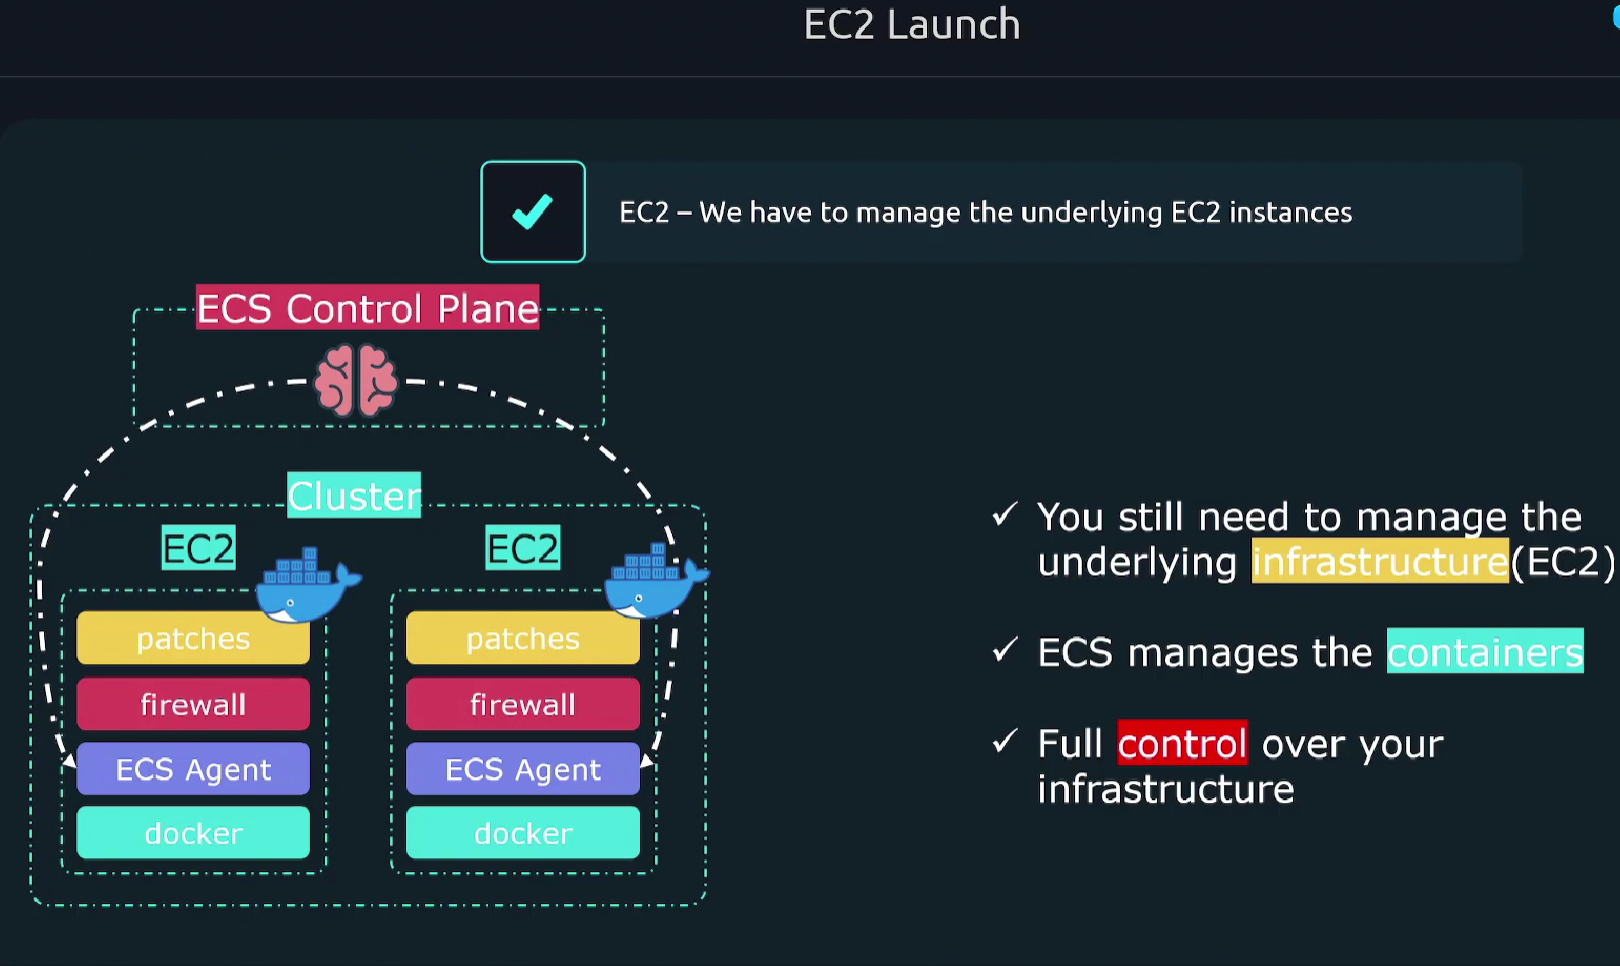 EC2 Launch
EC2 – We have to manage the underlying EC2 instances
ECS Control Plane
Cluster
EC2
patches
firewall
ECS Agent
docker
EC2
patches
firewall
ECS Agent
docker
You still need to manage the
underlying infrastructure(EC2)
ECS manages the containers
Full control over your
infrastructure